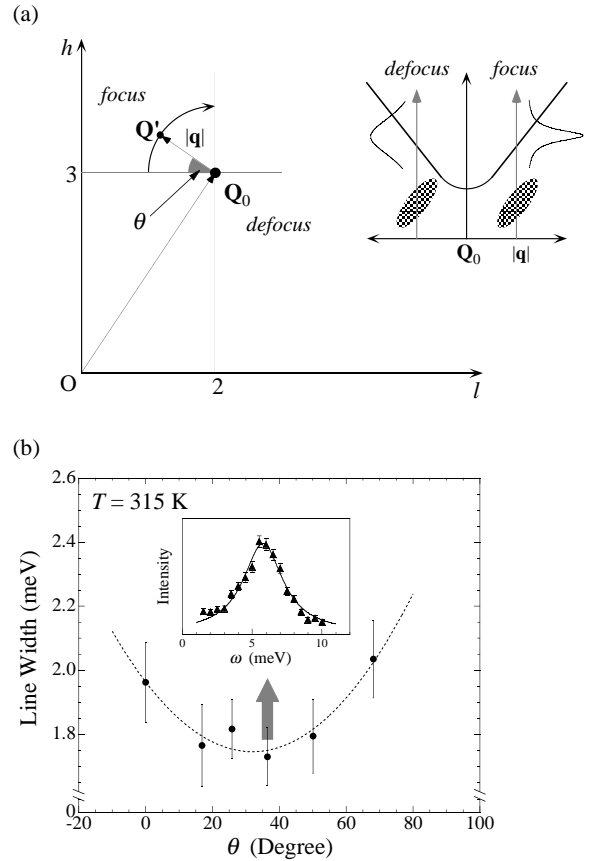 (a)
h
focus
Q'
|q|
3
Q₀
θ
defocus
O
2
l
defocus
focus
Q₀
|q|
(b)
T = 315 K
Line Width (meV)
2.6
2.4
2.2
2.0
1.8
0
-20
0
20
40
60
80
100
θ (Degree)
Intensity
0
5
10
ω (meV)